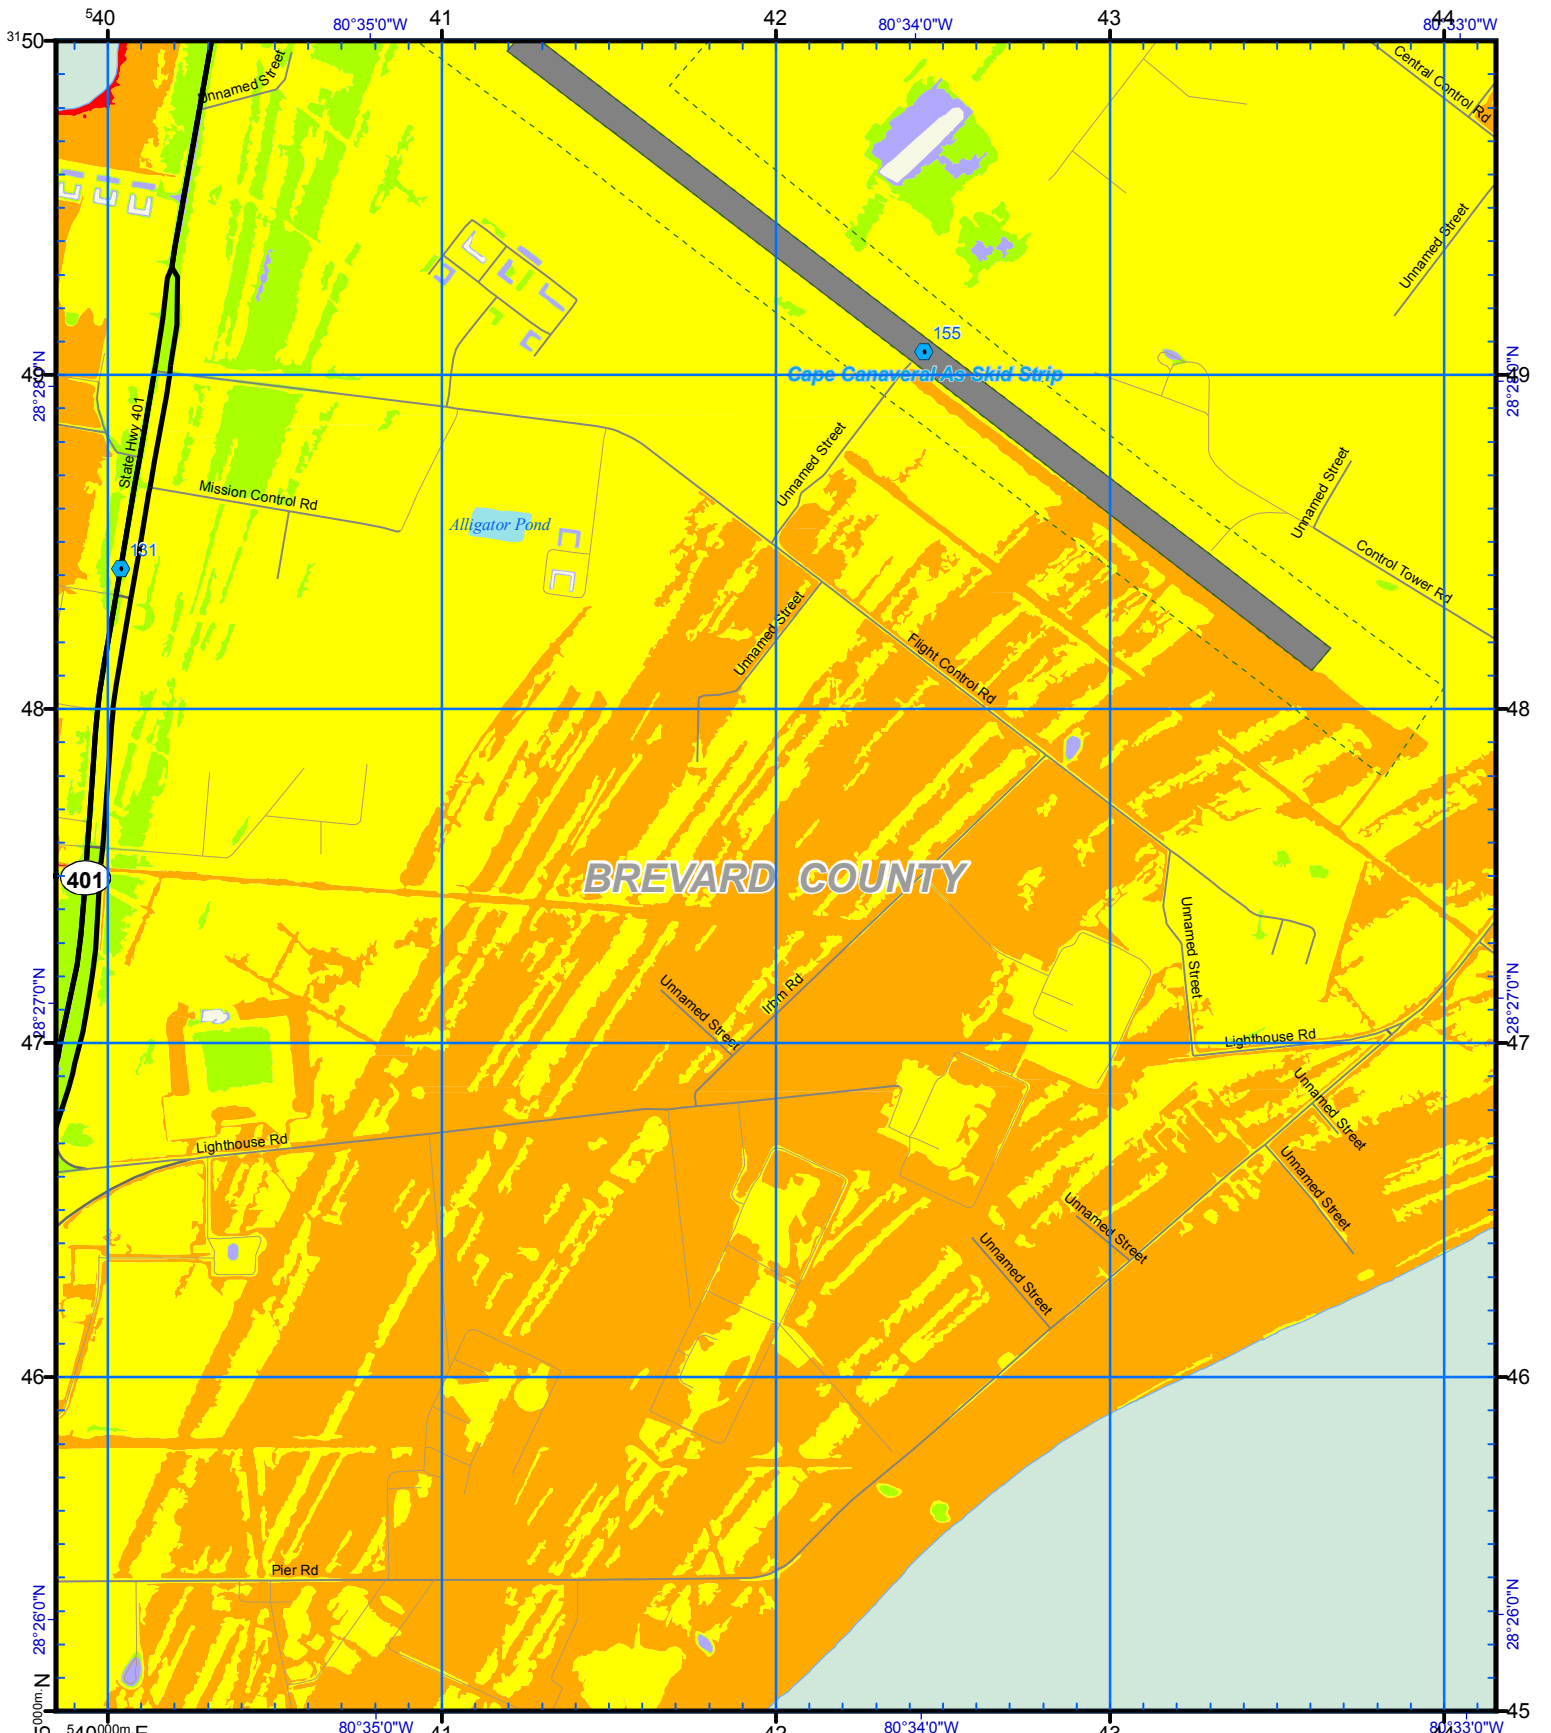 540
41
42
43
44
80°35'0"W
80°34'0"W
80°33'0"W
3150
Unnamed Street
Central Control Rd
Unnamed Street
155
Cape Canaveral As Skid Strip
49
49
28°28'0"N
State Hwy 401
Mission Control Rd
Alligator Pond
Unnamed Street
Unnamed Street
Control Tower Rd
131
Unnamed Street
Flight Control Rd
48
48
401
BREVARD COUNTY
Unnamed Street
Irbm Rd
Unnamed Street
28°27'0"N
28°27'0"N
47
47
Lighthouse Rd
Unnamed Street
Lighthouse Rd
Unnamed Street
Unnamed Street
Unnamed Street
46
46
Pier Rd
28°26'0"N
28°26'0"N
45
540000m. E
80°35'0"W
80°34'0"W
80°33'0"W